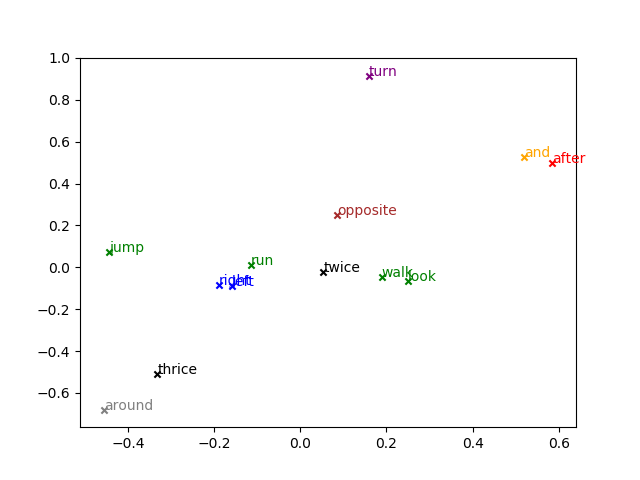 1.0
turn
0.8
0.6
and
after
0.4
opposite
0.2
jump
run
0.0
twice
walk
look
right
left
−0.2
−0.4
thrice
−0.6
around
−0.4
−0.2
0.0
0.2
0.4
0.6